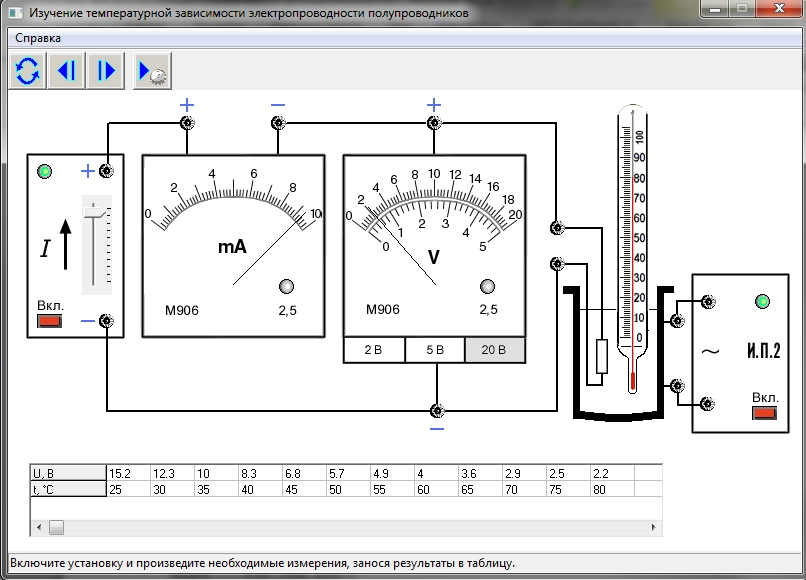 Изучение температурной зависимости электропроводности полупроводников
Справка
+ − +
+
I
Вкл.
−
0 2 4 6 8 10
mA
M906 2,5
0 2 4 6 8 10 12 14 16 18 20
0 1 2 3 4 5
V
M906 2,5
2 В 5 В 20 В
−
100
90
80
70
60
50
40
30
20
10
0
~ И.П.2
Вкл.
U, В 15.2 12.3 10 8.3 6.8 5.7 4.9 4 3.6 2.9 2.5 2.2
t, °C 25 30 35 40 45 50 55 60 65 70 75 80
Включите установку и произведите необходимые измерения, занося результаты в таблицу.